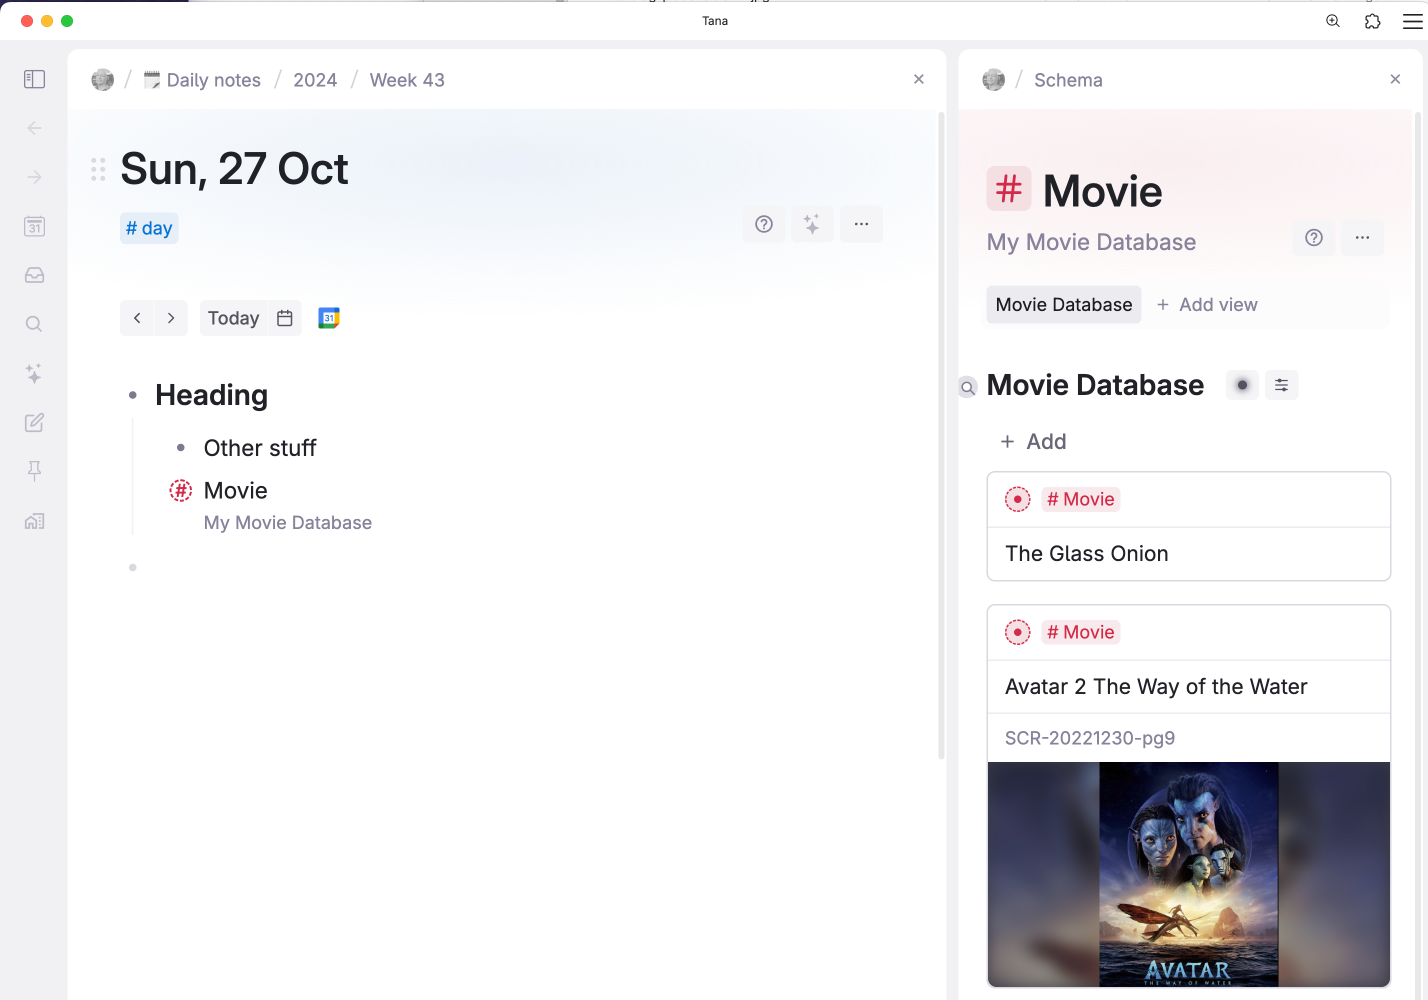 Tana
Daily notes / 2024 / Week 43
Sun, 27 Oct
# day
Today
31
31
Heading
Other stuff
# Movie
My Movie Database
/ Schema
# Movie
My Movie Database
Movie Database + Add view
Movie Database
+ Add
# Movie
The Glass Onion
# Movie
Avatar 2 The Way of the Water
SCR-20221230-pg9
AVATAR
THE WAY OF WATER